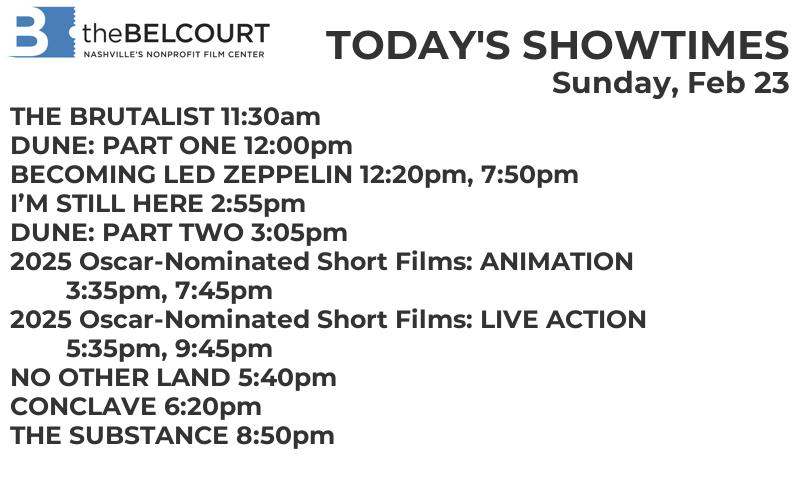 B theBELCOURT
NASHVILLE'S NONPROFIT FILM CENTER
TODAY'S SHOWTIMES
Sunday, Feb 23
THE BRUTALIST 11:30am
DUNE: PART ONE 12:00pm
BECOMING LED ZEPPELIN 12:20pm, 7:50pm
I’M STILL HERE 2:55pm
DUNE: PART TWO 3:05pm
2025 Oscar-Nominated Short Films: ANIMATION
3:35pm, 7:45pm
2025 Oscar-Nominated Short Films: LIVE ACTION
5:35pm, 9:45pm
NO OTHER LAND 5:40pm
CONCLAVE 6:20pm
THE SUBSTANCE 8:50pm